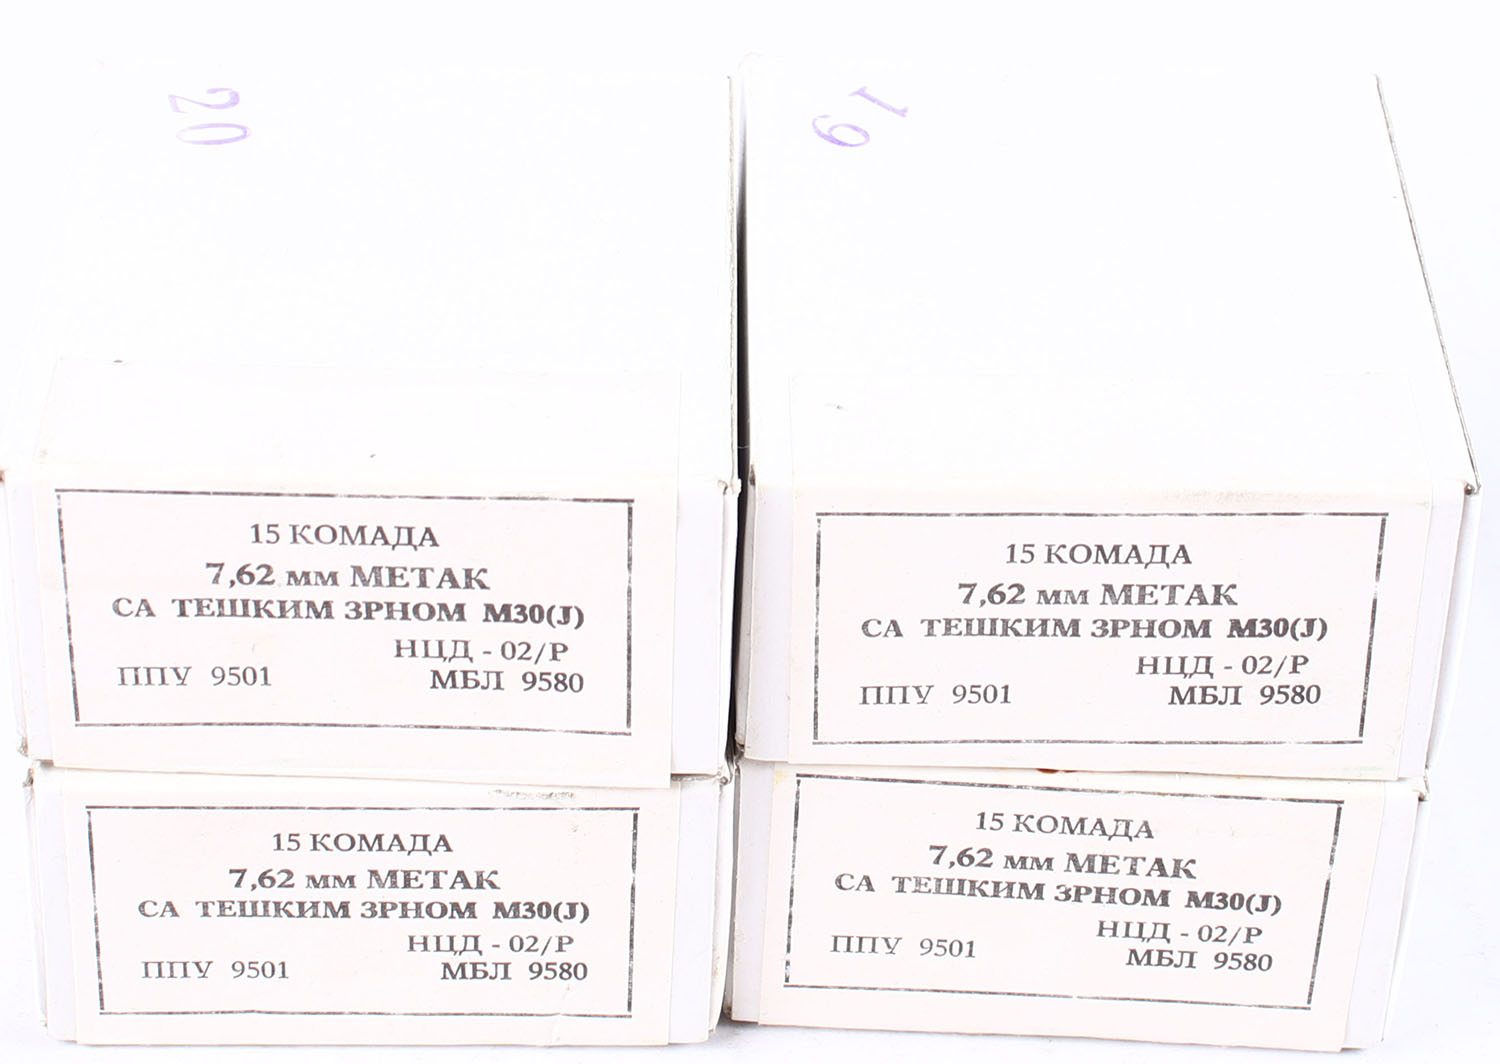 20
19
15 КОМАДА
7,62 мм МЕТАК
СА ТЕШКИМ ЗРНОМ М30(Ј)
НЦД - 02/Р
ППУ 9501 МБЛ 9580
15 КОМАДА
7,62 мм МЕТАК
СА ТЕШКИМ ЗРНОМ М30(Ј)
НЦД - 02/Р
ППУ 9501 МБЛ 9580
15 КОМАДА
7,62 мм МЕТАК
СА ТЕШКИМ ЗРНОМ М30(Ј)
НЦД - 02/Р
ППУ 9501 МБЛ 9580
15 КОМАДА
7,62 мм МЕТАК
СА ТЕШКИМ ЗРНОМ М30(Ј)
НЦД - 02/Р
ППУ 9501 МБЛ 9580